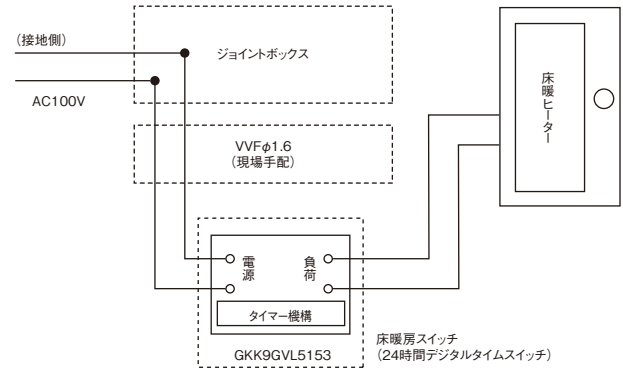 (接地側)
ジョイントボックス
AC100V
床暖ヒーター
VVFφ1.6
(現場手配)
電源
負荷
タイマー機構
GKK9GVL5153
床暖房スイッチ
(24時間デジタルタイムスイッチ)